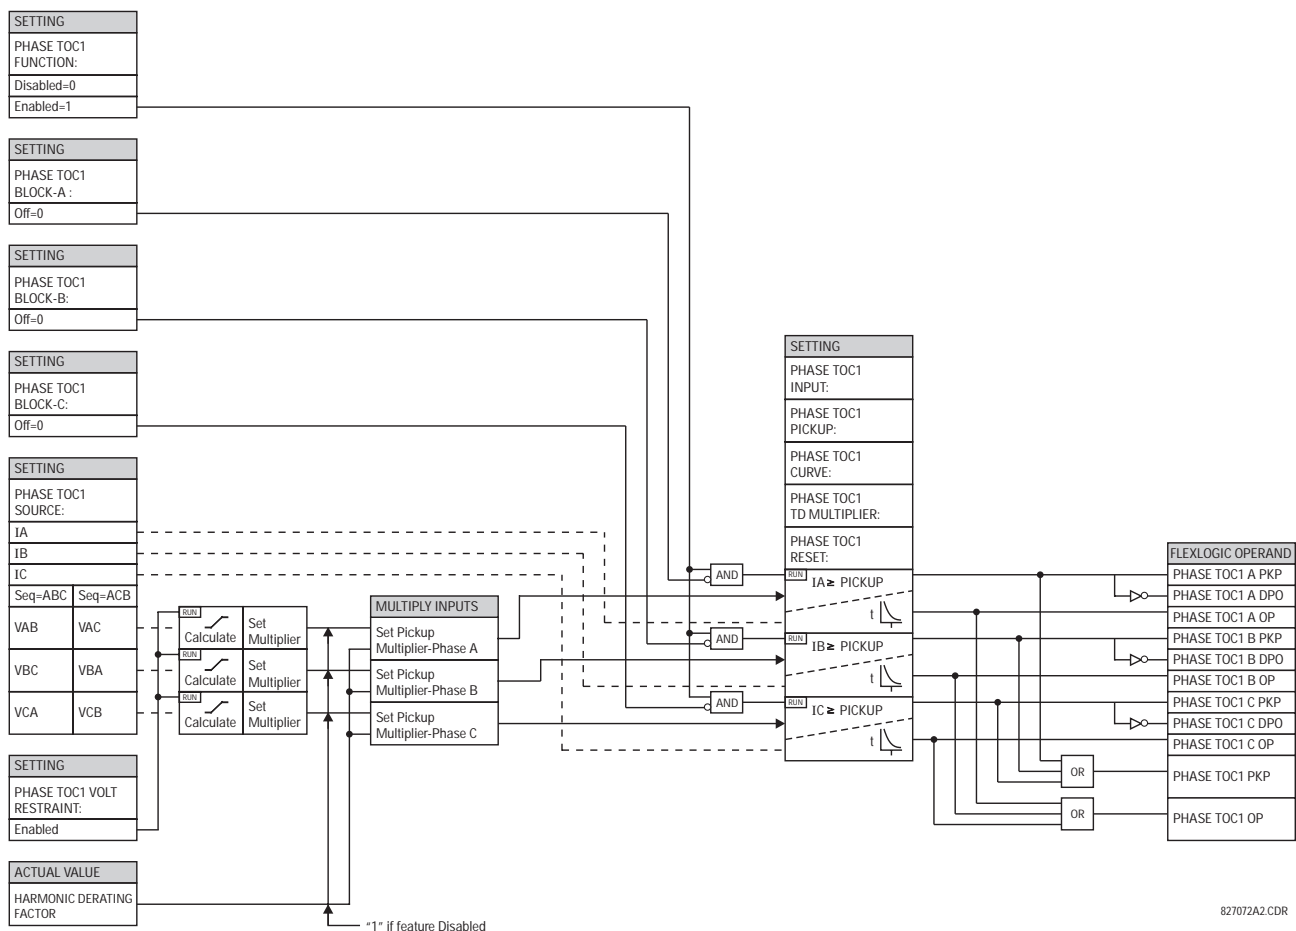 SETTING
PHASE TOC1
FUNCTION:
Disabled=0
Enabled=1
SETTING
PHASE TOC1
BLOCK-A :
Off=0
SETTING
PHASE TOC1
BLOCK-B:
Off=0
SETTING
PHASE TOC1
BLOCK-C:
Off=0
SETTING
PHASE TOC1
SOURCE:
IA
IB
IC
Seq=ABC Seq=ACB
VAB VAC
VBC VBA
VCA VCB
SETTING
PHASE TOC1 VOLT
RESTRAINT:
Enabled
ACTUAL VALUE
HARMONIC DERATING
FACTOR
RUN
Calculate
Set
Multiplier
RUN
Calculate
Set
Multiplier
RUN
Calculate
Set
Multiplier
"1" if feature Disabled
MULTIPLY INPUTS
Set Pickup
Multiplier-Phase A
Set Pickup
Multiplier-Phase B
Set Pickup
Multiplier-Phase C
AND
AND
AND
SETTING
PHASE TOC1
INPUT:
PHASE TOC1
PICKUP:
PHASE TOC1
CURVE:
PHASE TOC1
TD MULTIPLIER:
PHASE TOC1
RESET:
RUN IA ≥ PICKUP
t
RUN IB ≥ PICKUP
t
RUN IC ≥ PICKUP
t
OR
OR
FLEXLOGIC OPERAND
PHASE TOC1 A PKP
PHASE TOC1 A DPO
PHASE TOC1 A OP
PHASE TOC1 B PKP
PHASE TOC1 B DPO
PHASE TOC1 B OP
PHASE TOC1 C PKP
PHASE TOC1 C DPO
PHASE TOC1 C OP
PHASE TOC1 PKP
PHASE TOC1 OP
827072A2.CDR